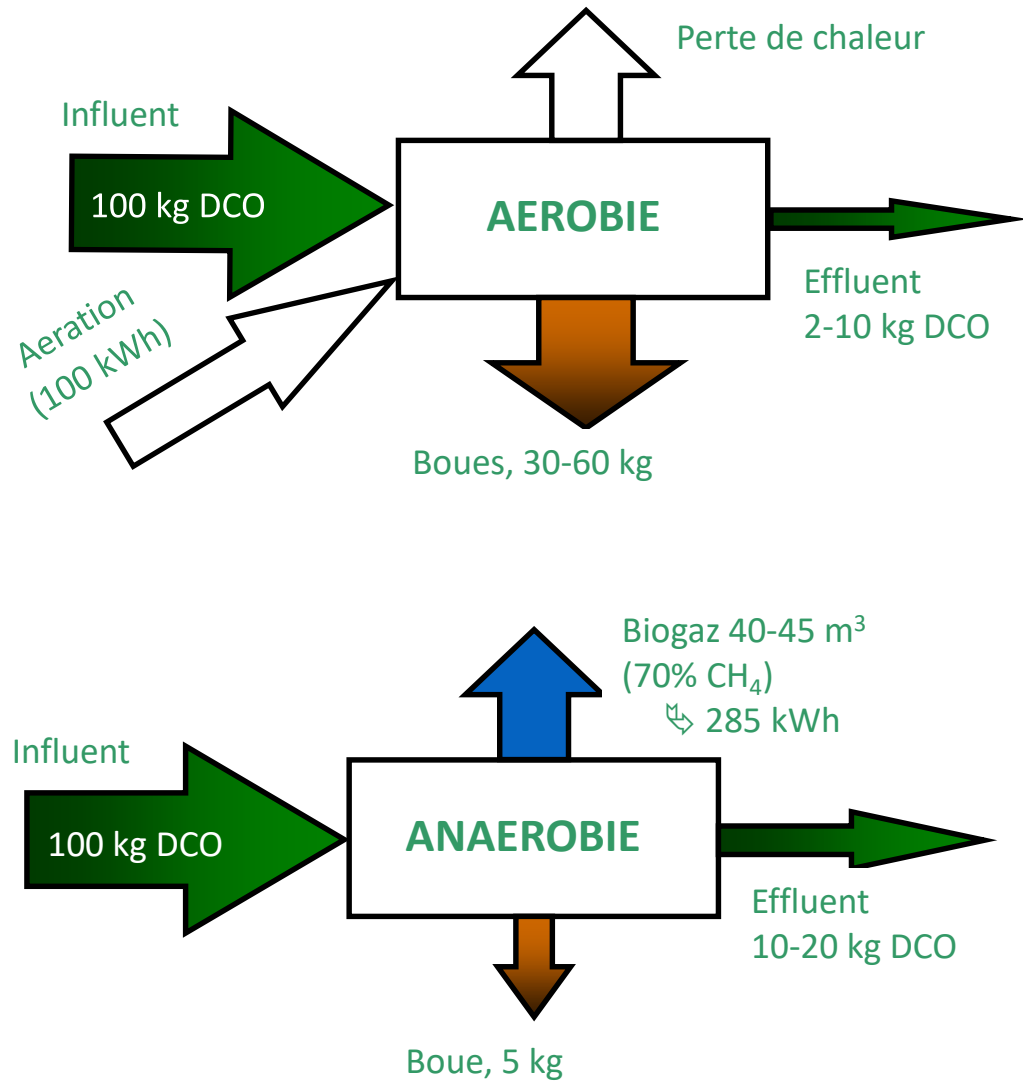 Perte de chaleur
Influent
100 kg DCO
AEROBIE
Aeration
(100 kWh)
Effluent
2-10 kg DCO
Boues, 30-60 kg
Biogaz 40-45 m³
(70% CH₄)
⮱ 285 kWh
Influent
100 kg DCO
ANAEROBIE
Effluent
10-20 kg DCO
Boue, 5 kg